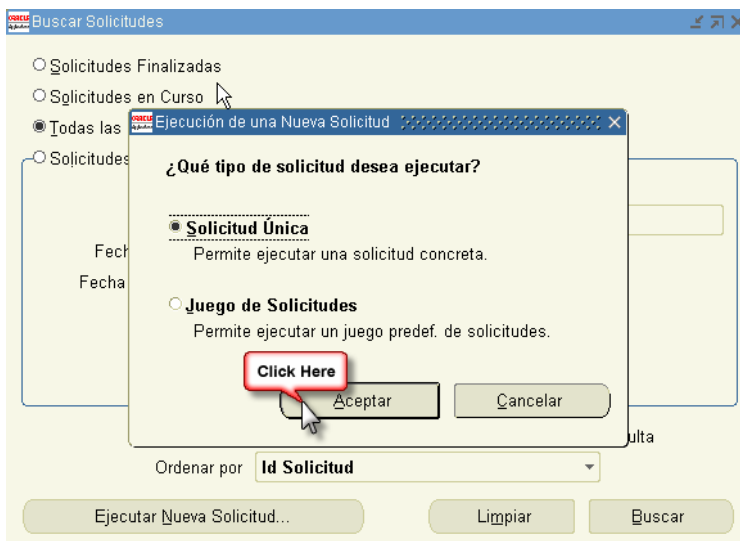 Buscar Solicitudes
Solicitudes Finalizadas
Solicitudes en Curso
Todas las
Ejecución de una Nueva Solicitud
Solicitudes
¿Qué tipo de solicitud desea ejecutar?
Solicitud Única
Fech
Permite ejecutar una solicitud concreta.
Fecha
Juego de Solicitudes
Permite ejecutar un juego predef. de solicitudes.
Click Here
Aceptar
Cancelar
ulta
Ordenar por
Id Solicitud
Ejecutar Nueva Solicitud...
Limpiar
Buscar